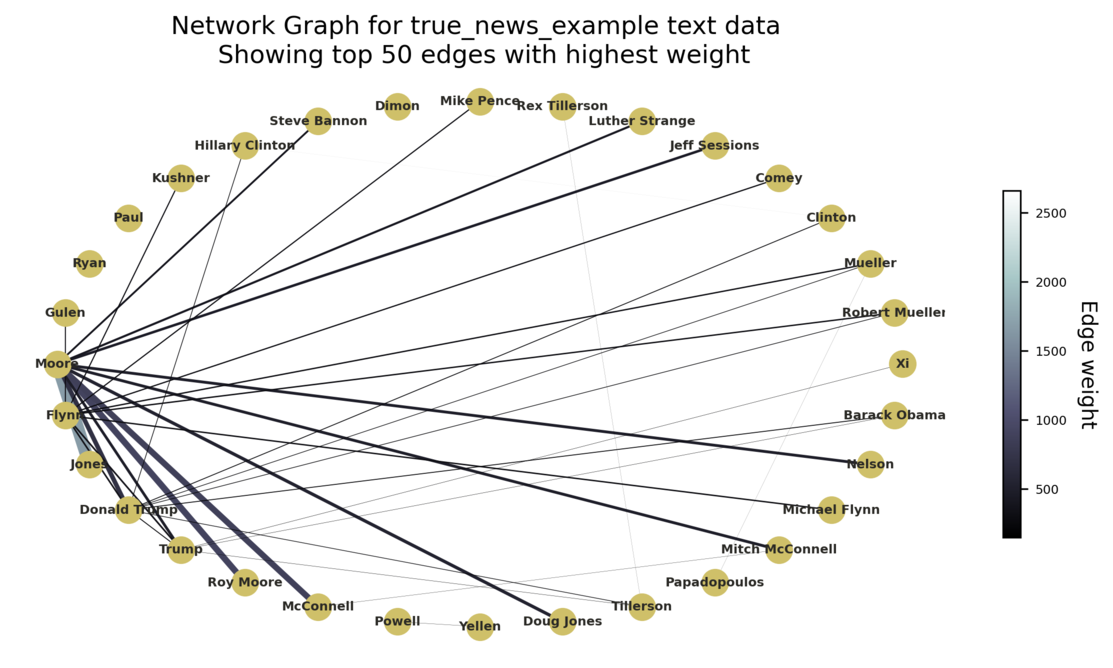 Network Graph for true_news_example text data
Showing top 50 edges with highest weight
Mike Pence
Dimon
Rex Tillerson
Steve Bannon
Luther Strange
Hillary Clinton
Jeff Sessions
Kushner
Comey
Paul
Clinton
Ryan
Mueller
Gulen
Robert Mueller
Moore
Xi
Flynn
Barack Obama
Jones
Nelson
Donald Trump
Michael Flynn
Trump
Mitch McConnell
Roy Moore
Papadopoulos
McConnell
Tillerson
Powell
Doug Jones
Yellen
2500
2000
1500
1000
500
Edge weight